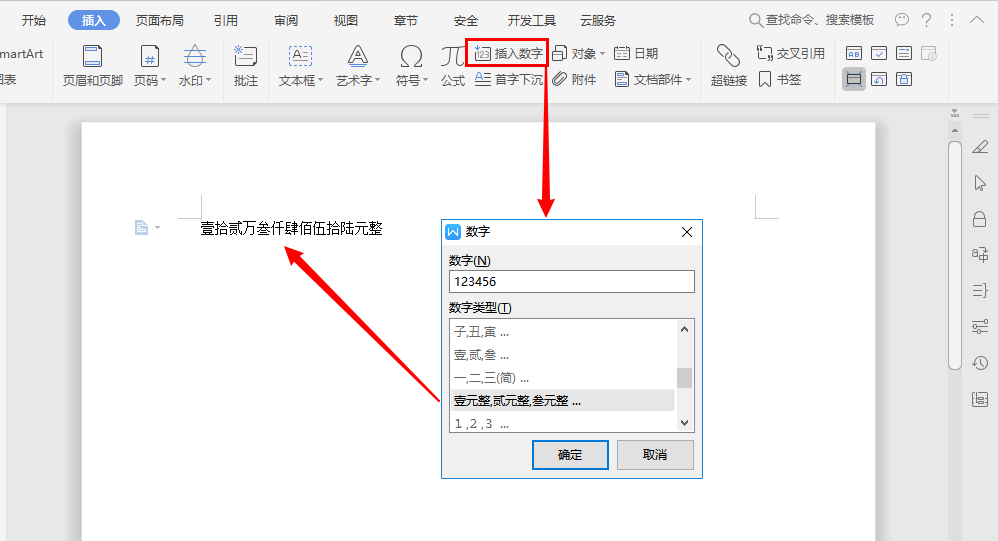 开始 插入 页面布局 引用 审阅 视图 章节 安全 开发工具 云服务 查找命令、搜索模板
martArt 插入数字 对象 日期 交叉引用
图表 页眉和页脚 页码 水印 批注 文本框 艺术字 符号 公式 首字下沉 附件 文档部件 超链接 书签
壹拾贰万叁仟肆佰伍拾陆元整
数字
数字(N)
123456
数字类型(T)
子,丑,寅 ...
壹,贰,叁 ...
一,二,三(简) ...
壹元整,贰元整,叁元整 ...
1 ,2 ,3 ...
确定 取消